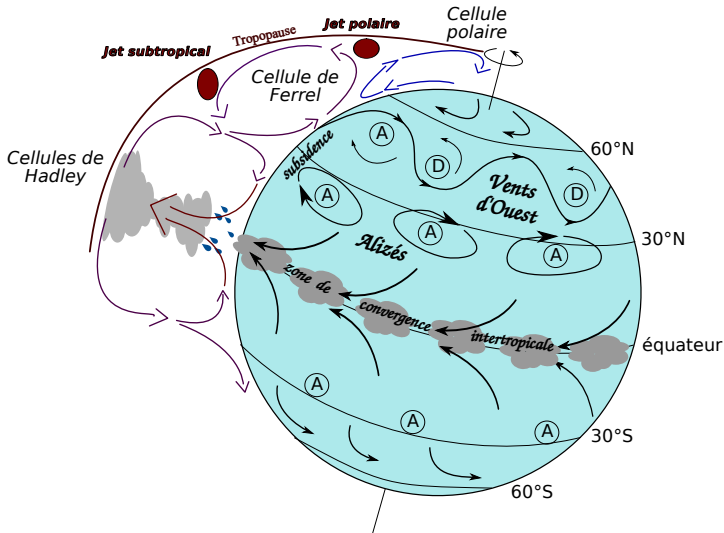 Cellule
polaire
Jet polaire
Tropopause
Jet subtropical
Cellule de
Ferrel
Cellules de
Hadley
60°N
A
D
subsidence
A
Vents
d'Ouest
D
A
30°N
Alizés
A
zone de
convergence
intertropicale
équateur
A
A
A
30°S
60°S